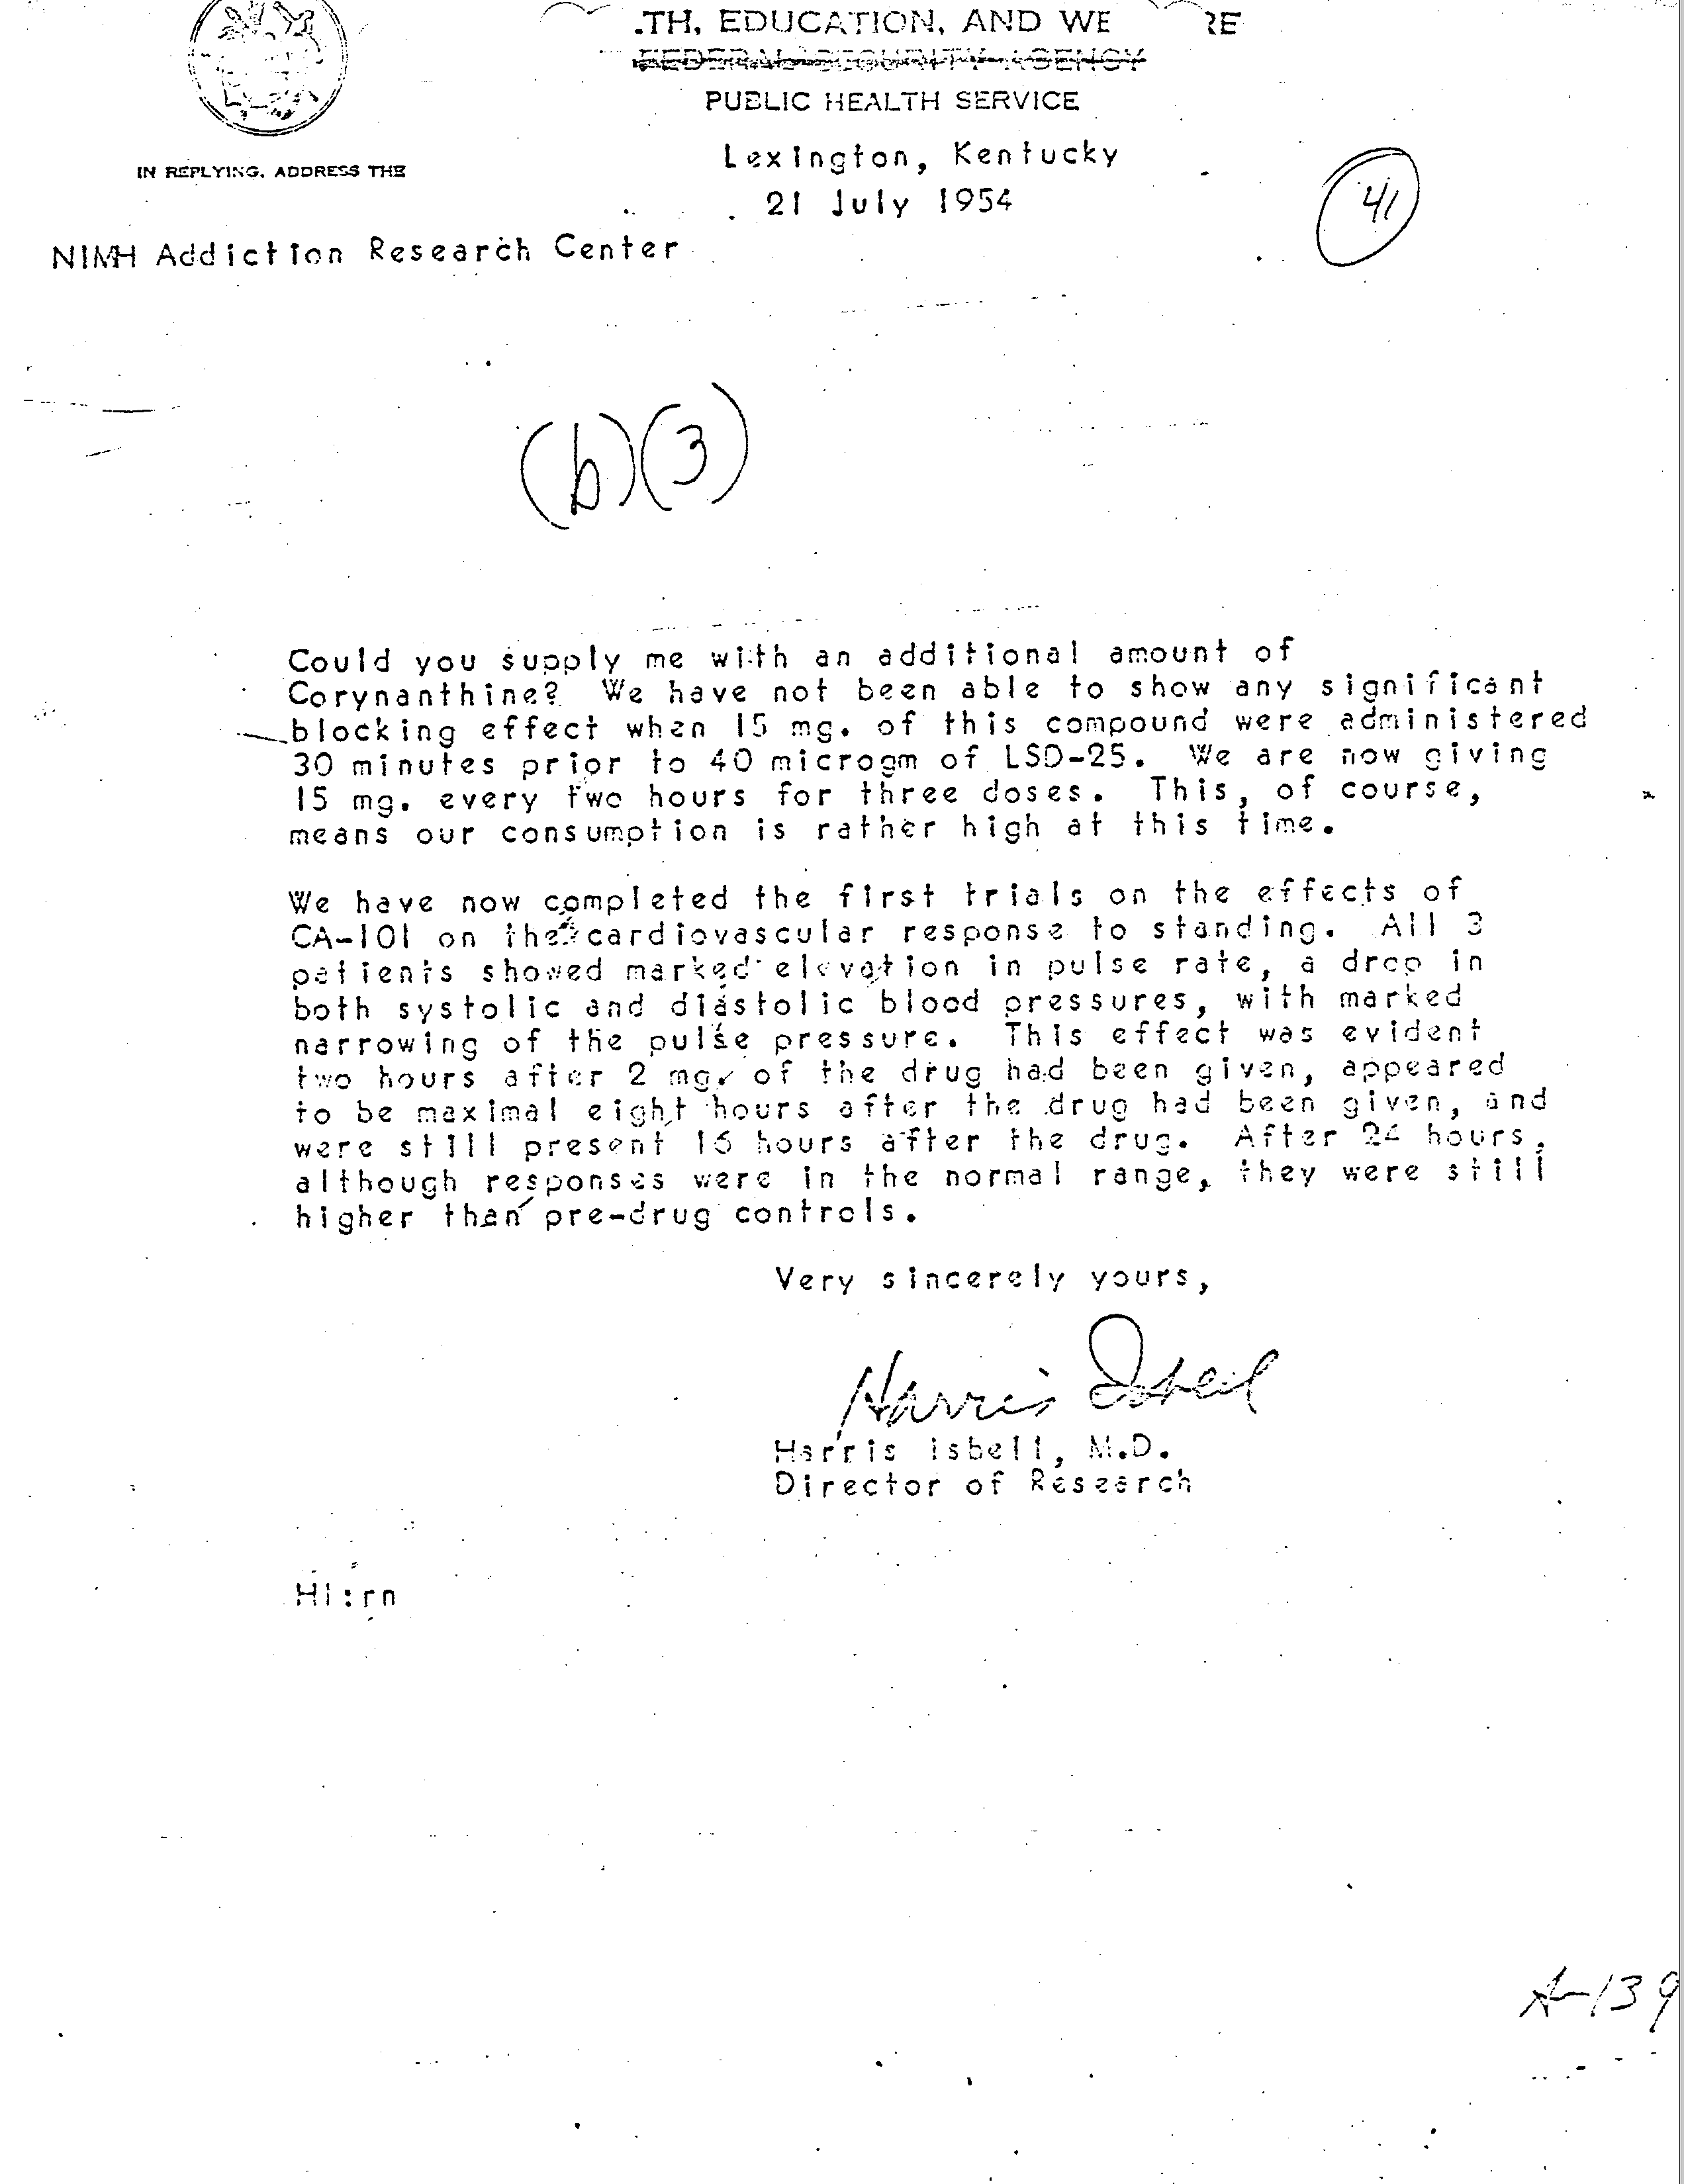 TH, EDUCATION, AND WE RE
FEDERAL SECURITY AGENCY
PUBLIC HEALTH SERVICE
IN REPLYING, ADDRESS THE
Lexington, Kentucky
21 July 1954
41
NIMH Addiction Research Center
(b)(3)
Could you supply me with an additional amount of
Corynanthine? We have not been able to show any significant
blocking effect when 15 mg. of this compound were administered
30 minutes prior to 40 microgm of LSD-25. We are now giving
15 mg. every two hours for three doses. This, of course,
means our consumption is rather high at this time.
We have now completed the first trials on the effects of
CA-101 on the cardiovascular response to standing. All 3
patients showed marked elevation in pulse rate, a drop in
both systolic and diastolic blood pressures, with marked
narrowing of the pulse pressure. This effect was evident
two hours after 2 mg. of the drug had been given, appeared
to be maximal eight hours after the drug had been given, and
were still present 16 hours after the drug. After 24 hours,
although responses were in the normal range, they were still
higher than pre-drug controls.
Very sincerely yours,
Harris Isbell
Harris Isbell, M.D.
Director of Research
HI:rn
A-139